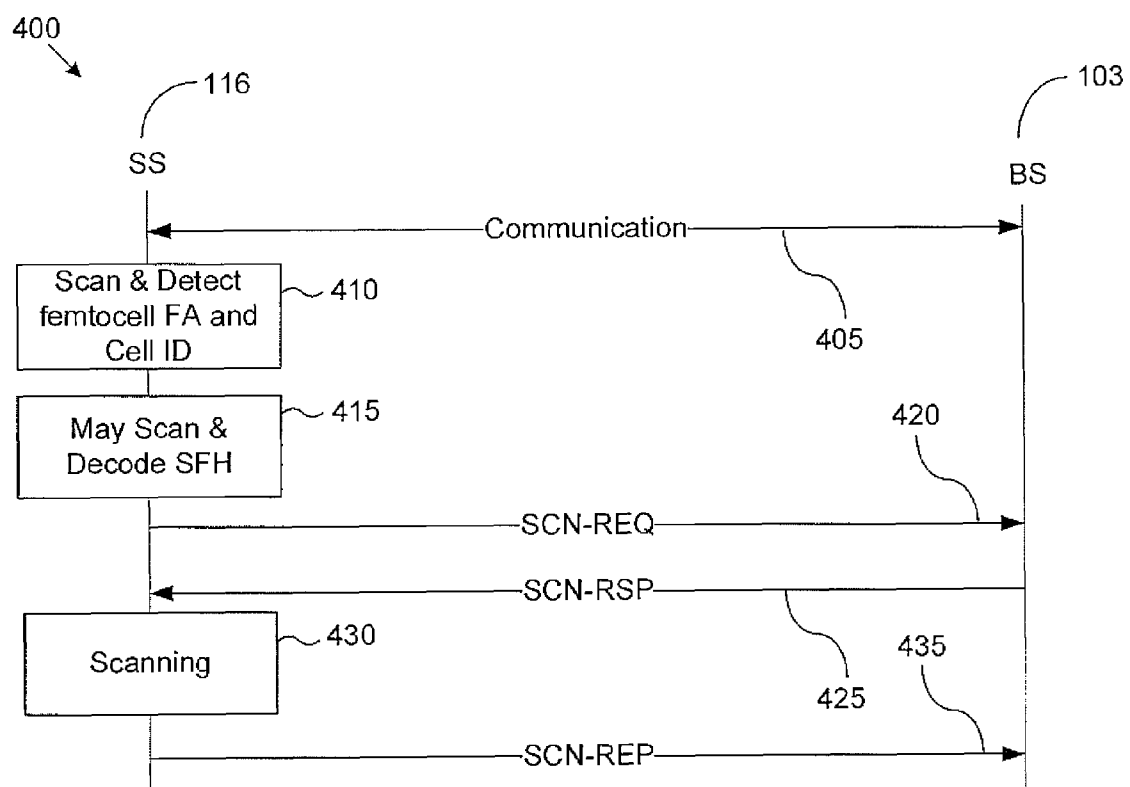 400
116
103
SS
BS
Communication
405
Scan & Detect
femtocell FA and
Cell ID
410
May Scan &
Decode SFH
415
420
SCN-REQ
SCN-RSP
425
Scanning
430
435
SCN-REP